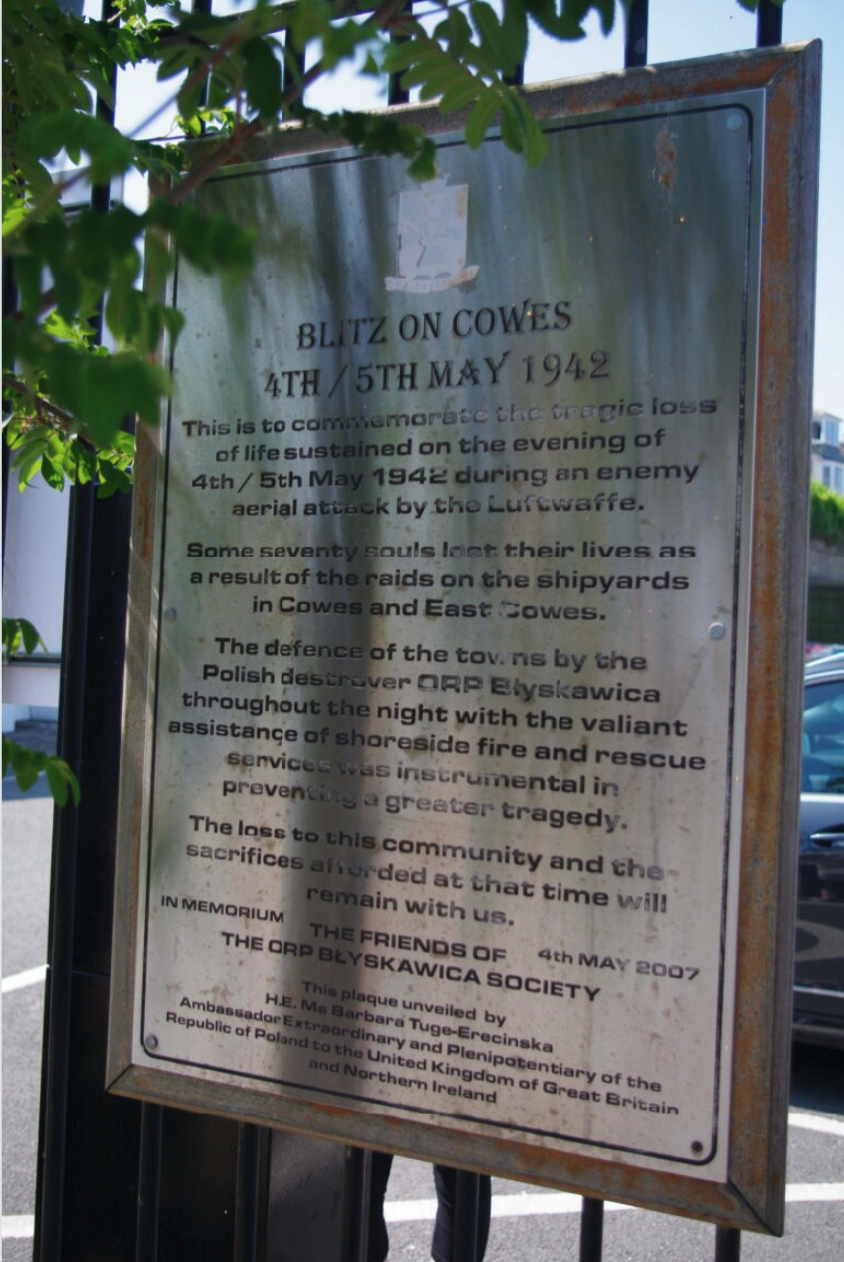 BLITZ ON COWES
4TH / 5TH MAY 1942
This is to commemorate the tragic loss
of life sustained on the evening of
4th / 5th May 1942 during an enemy
aerial attack by the Luftwaffe.
Some seventy souls lost their lives as
a result of the raids on the shipyards
in Cowes and East Cowes.
The defence of the towns by the
Polish destroyer ORP Błyskawica
throughout the night with the valiant
assistance of shoreside fire and rescue
services was instrumental in
preventing a greater tragedy.
The loss to this community and the
sacrifices afforded at that time will
remain with us.
IN MEMORIUM THE FRIENDS OF 4th MAY 2007
THE ORP BŁYSKAWICA SOCIETY
This plaque unveiled by
H.E. Ms Barbara Tuge-Erecinska
Ambassador Extraordinary and Plenipotentiary of the
Republic of Poland to the United Kingdom of Great Britain
and Northern Ireland